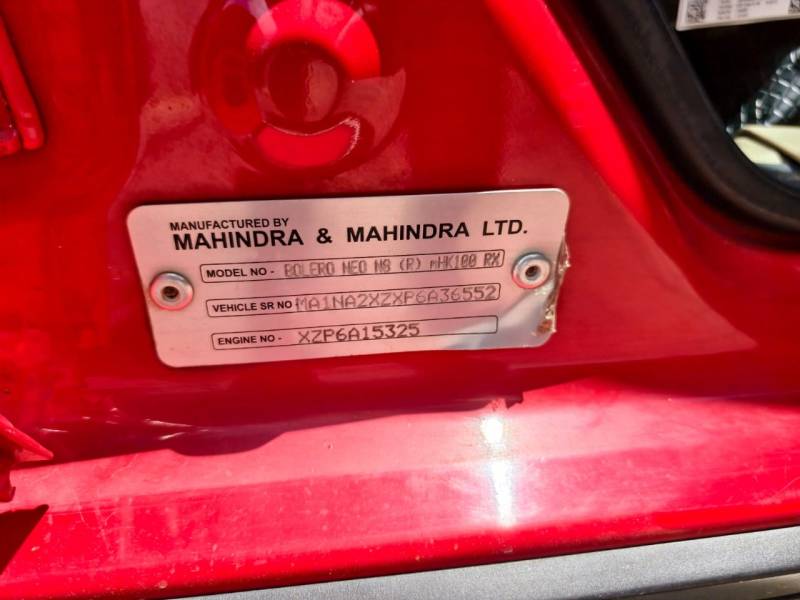 MANUFACTURED BY
MAHINDRA & MAHINDRA LTD.
MODEL NO - BOLERO NEO N8 (R) mHK100 RX
VEHICLE SR NO MA1NA2XZXP6A36552
ENGINE NO - XZP6A15325